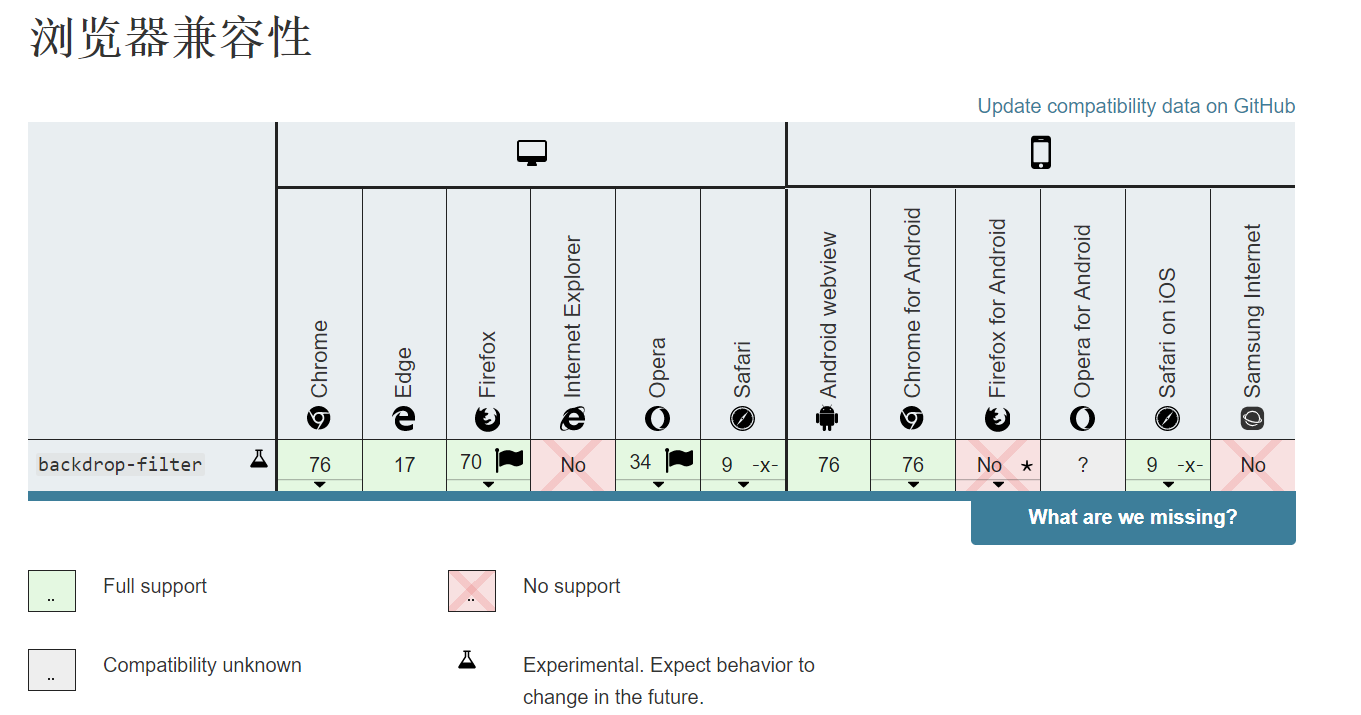 浏览器兼容性
Update compatibility data on GitHub
Chrome
Edge
Firefox
Internet Explorer
Opera
Safari
Android webview
Chrome for Android
Firefox for Android
Opera for Android
Safari on iOS
Samsung Internet
backdrop-filter 76 17 70 No 34 9 -x- 76 76 No * ? 9 -x- No
What are we missing?
.. Full support .. No support
.. Compatibility unknown Experimental. Expect behavior to
change in the future.